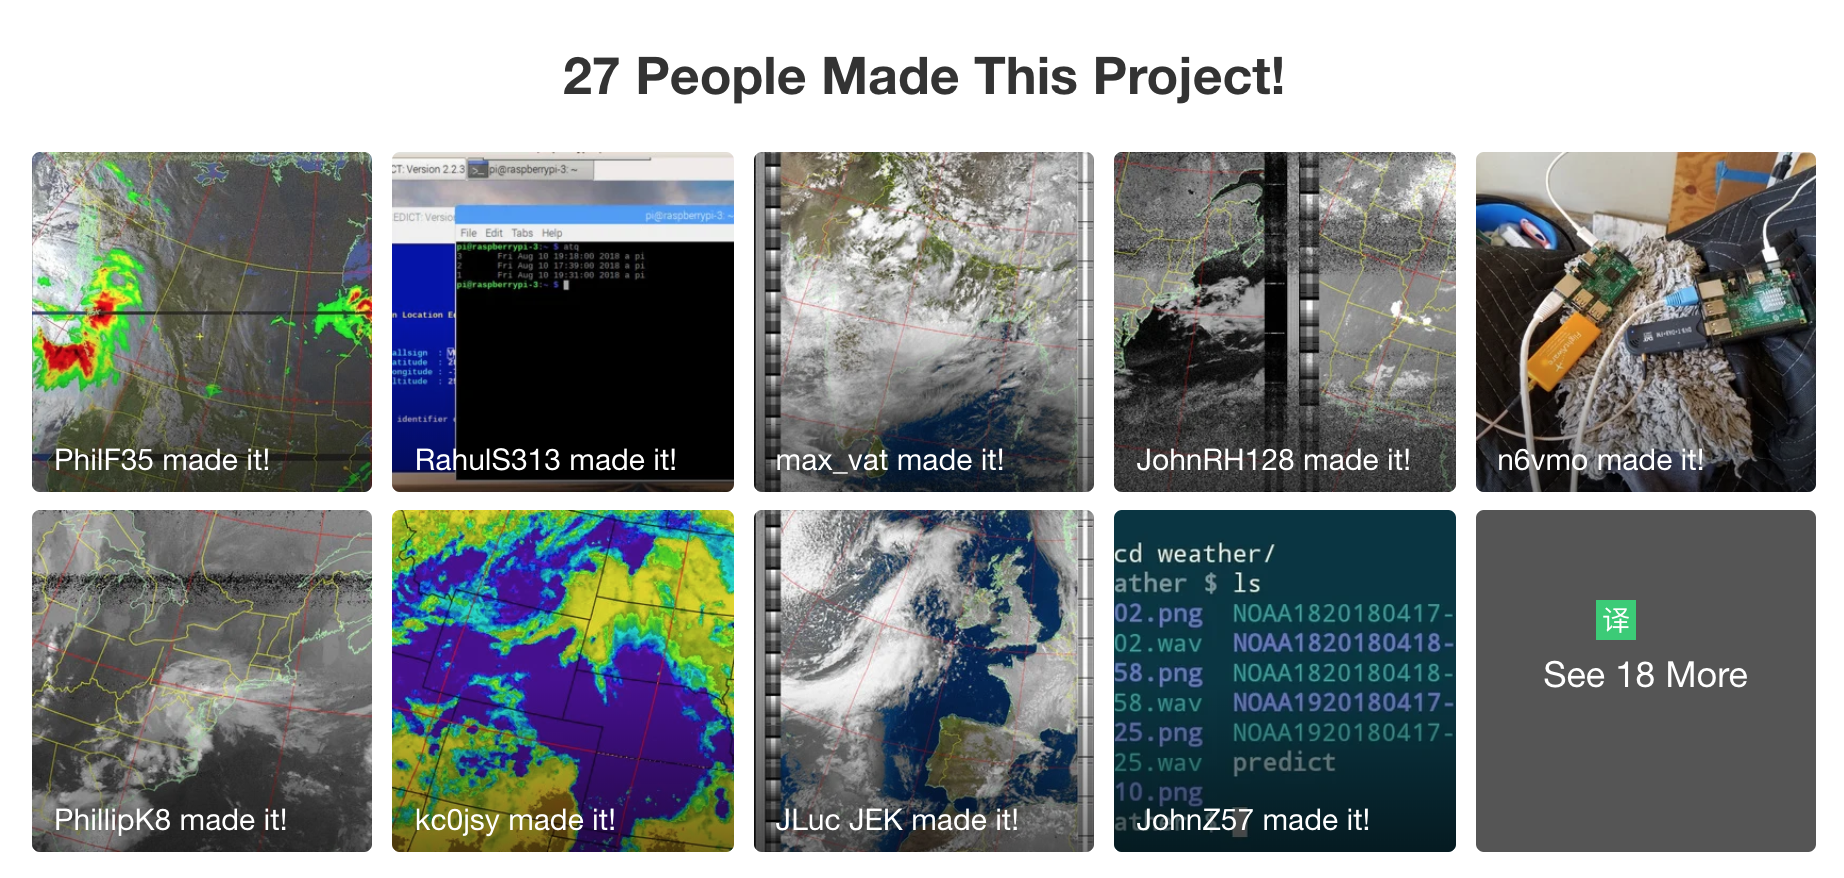 27 People Made This Project!
CT: Version 2.2.3
pi@raspberrypi-3: ~
EDICT: Versio
pi@raspberrypi-3: ~
File Edit Tabs Help
pi@raspberrypi-3:~ $ atq
3 Fri Aug 10 19:18:00 2018 a pi
2 Fri Aug 10 17:39:00 2018 a pi
1 Fri Aug 10 19:31:00 2018 a pi
pi@raspberrypi-3:~ $
n Location E
allsign :
atitude : 2
ongitude : -
ltitude : 2
identifier
PhilF35 made it!
RahulS313 made it!
max_vat made it!
JohnRH128 made it!
n6vmo made it!
cd weather/
ather $ ls
02.png NOAA1820180417-
02.wav NOAA1820180418-
58.png NOAA1820180418-
58.wav NOAA1920180417-
25.png NOAA1920180417-
25.wav predict
10.png
译
See 18 More
PhillipK8 made it!
kc0jsy made it!
JLuc JEK made it!
JohnZ57 made it!